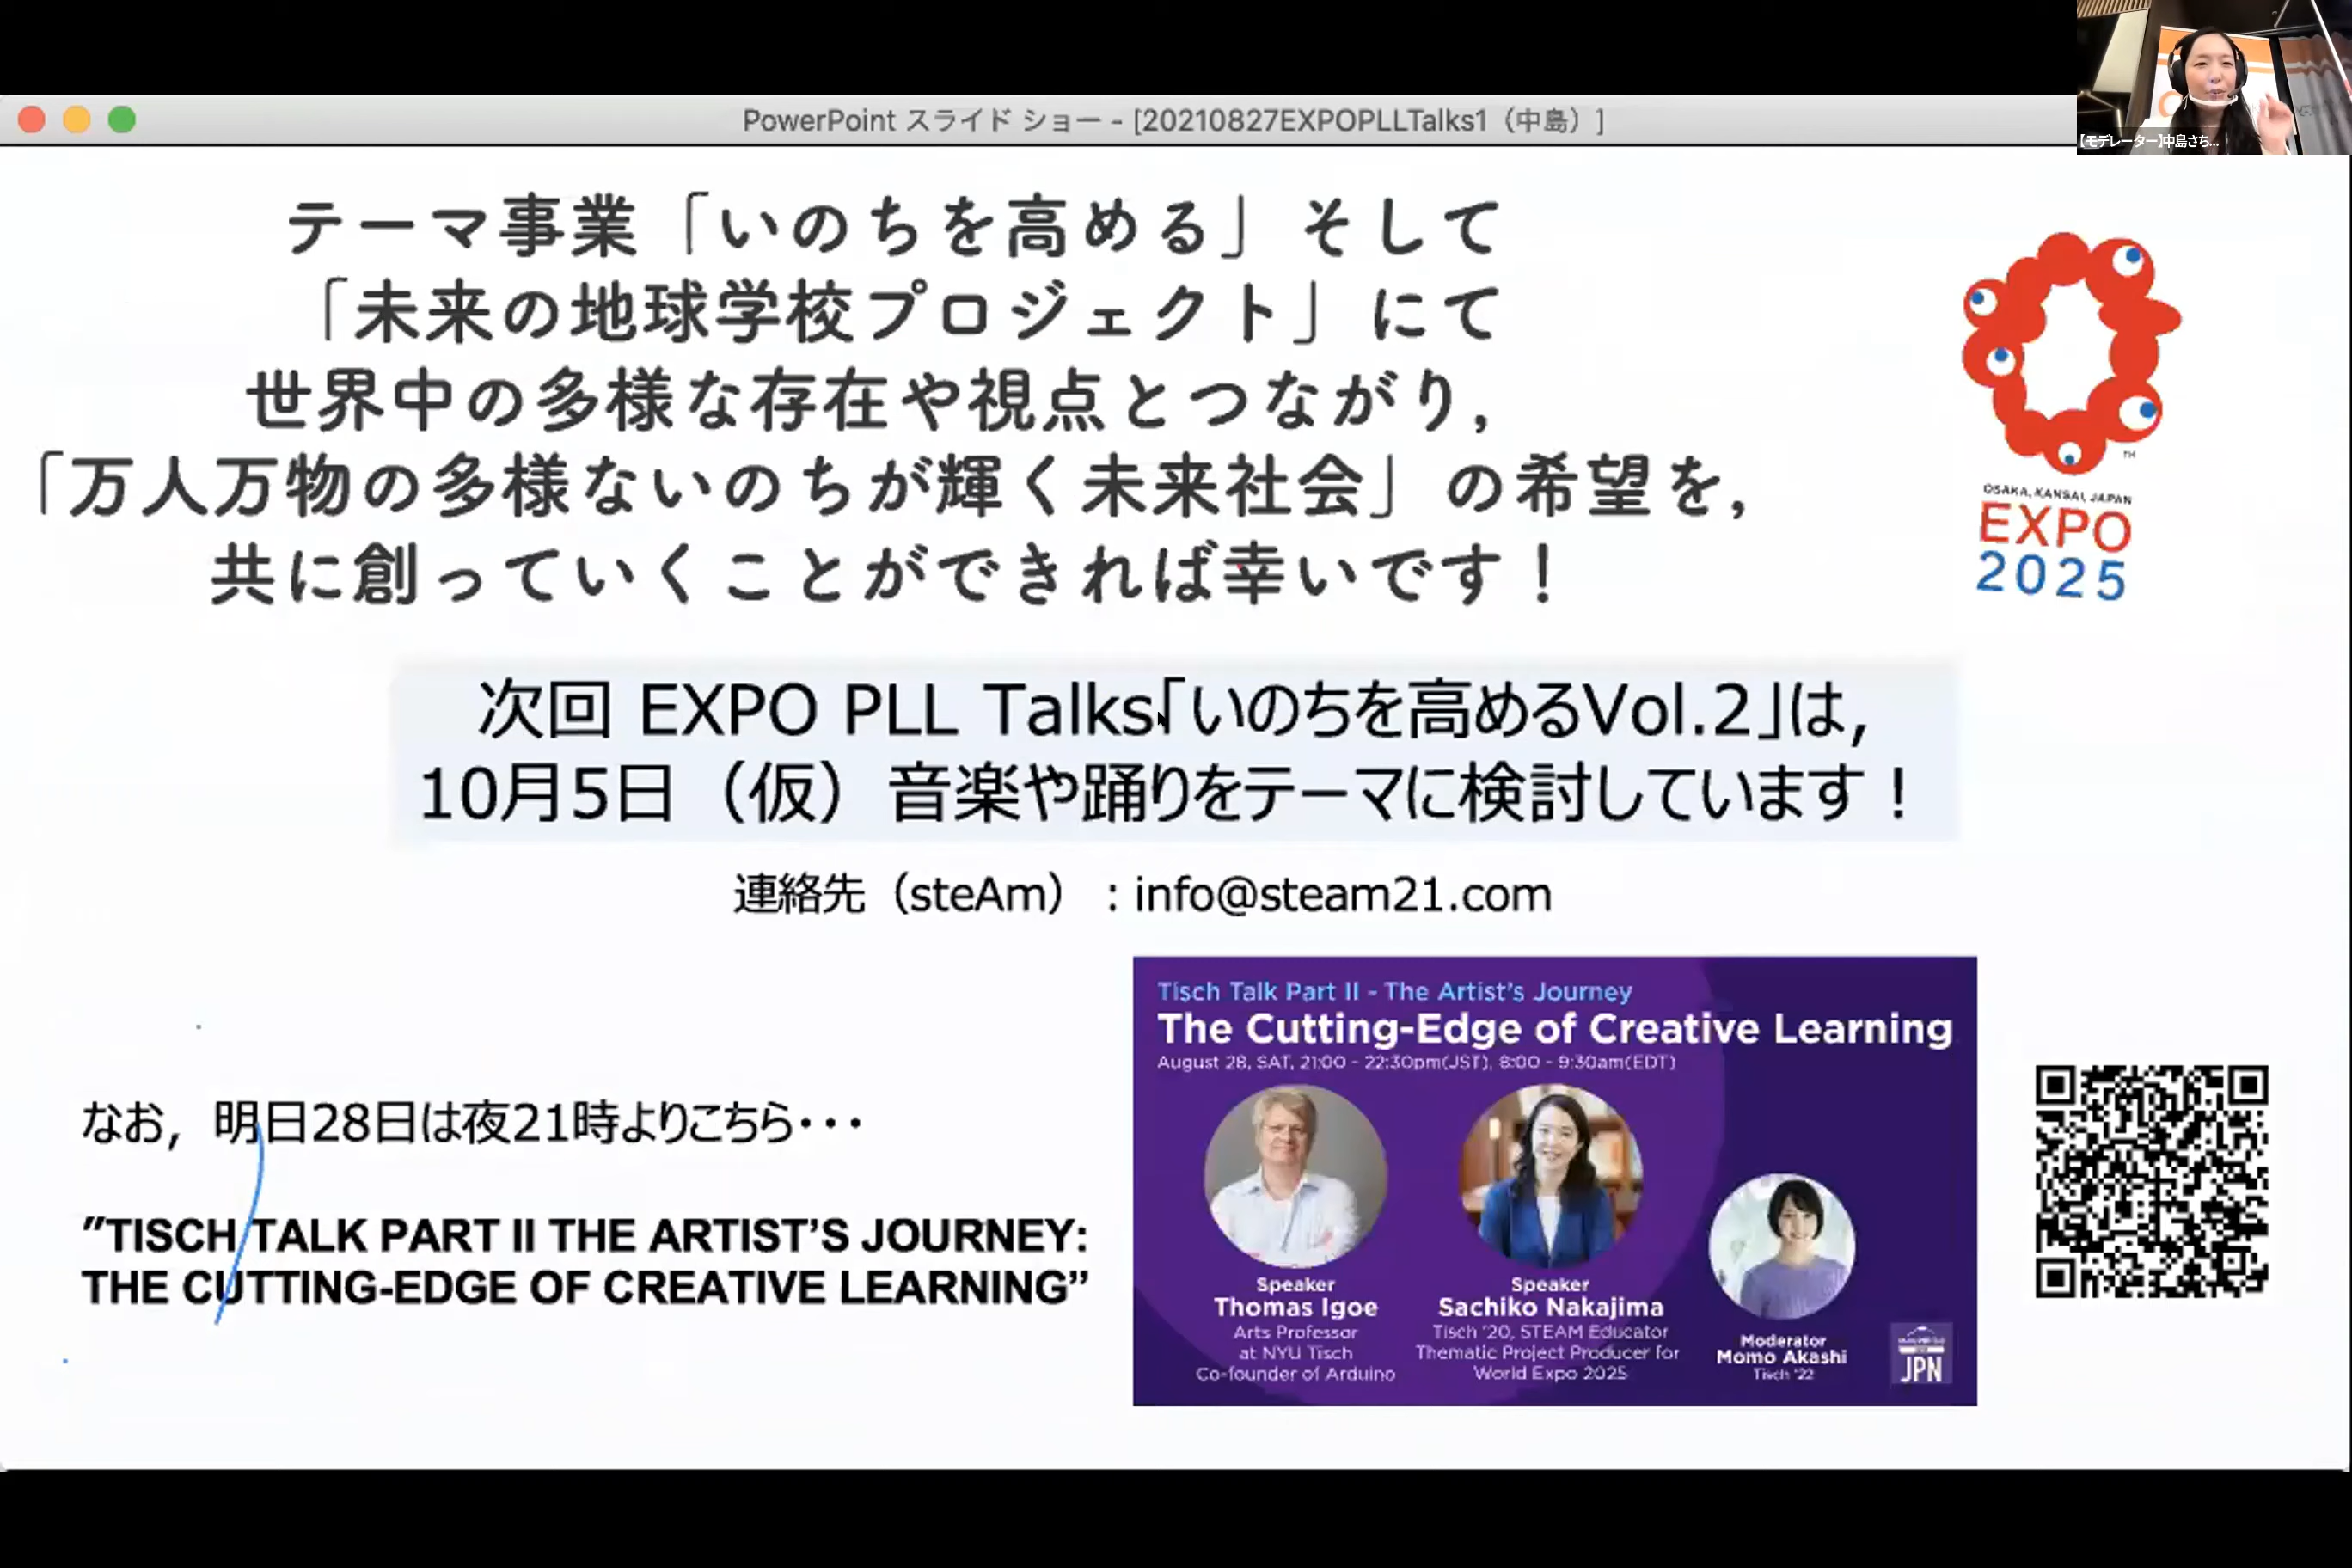 PowerPoint スライド ショー - [20210827EXPOPLLTalks1（中島）]
【モデレーター】中島さち...
テーマ事業「いのちを高める」そして
「未来の地球学校プロジェクト」にて
世界中の多様な存在や視点とつながり，
「万人万物の多様ないのちが輝く未来社会」の希望を，
共に創っていくことができれば幸いです！
TM
OSAKA, KANSAI, JAPAN
EXPO
2025
次回 EXPO PLL Talks「いのちを高めるVol.2」は，
10月5日（仮）音楽や踊りをテーマに検討しています！
連絡先（steAm）：info@steam21.com
なお，明日28日は夜21時よりこちら・・・
”TISCH TALK PART II THE ARTIST’S JOURNEY:
THE CUTTING-EDGE OF CREATIVE LEARNING”
Tisch Talk Part II - The Artist’s Journey
The Cutting-Edge of Creative Learning
August 28, SAT, 21:00 - 22:30pm(JST), 8:00 - 9:30am(EDT)
Speaker
Thomas Igoe
Arts Professor
at NYU Tisch
Co-founder of Arduino
Speaker
Sachiko Nakajima
Tisch ’20, STEAM Educator
Thematic Project Producer for
World Expo 2025
Moderator
Momo Akashi
Tisch ’22
JPN